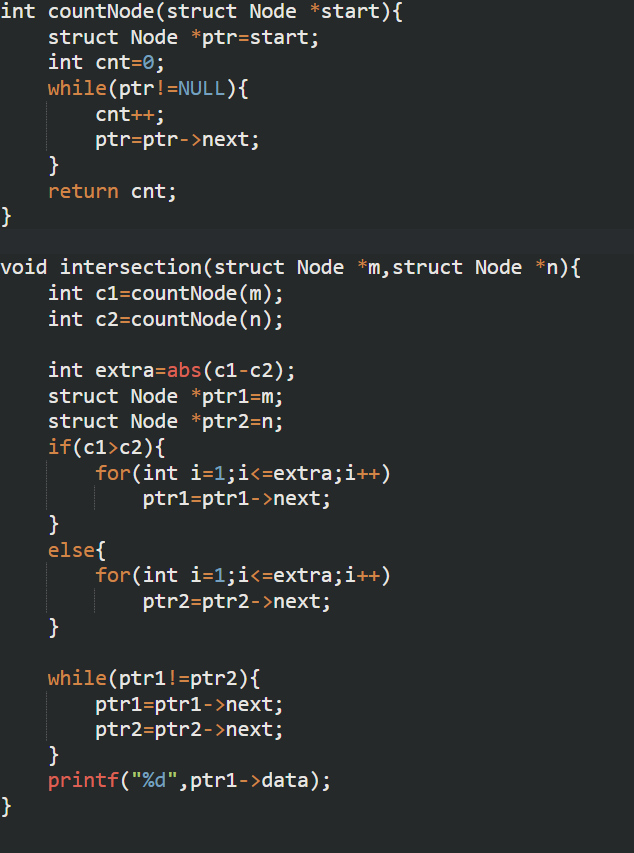 int countNode(struct Node *start){
    struct Node *ptr=start;
    int cnt=0;
    while(ptr!=NULL){
        cnt++;
        ptr=ptr->next;
    }
    return cnt;
}

void intersection(struct Node *m,struct Node *n){
    int c1=countNode(m);
    int c2=countNode(n);

    int extra=abs(c1-c2);
    struct Node *ptr1=m;
    struct Node *ptr2=n;
    if(c1>c2){
        for(int i=1;i<=extra;i++)
            ptr1=ptr1->next;
    }
    else{
        for(int i=1;i<=extra;i++)
            ptr2=ptr2->next;
    }

    while(ptr1!=ptr2){
        ptr1=ptr1->next;
        ptr2=ptr2->next;
    }
    printf("%d",ptr1->data);
}